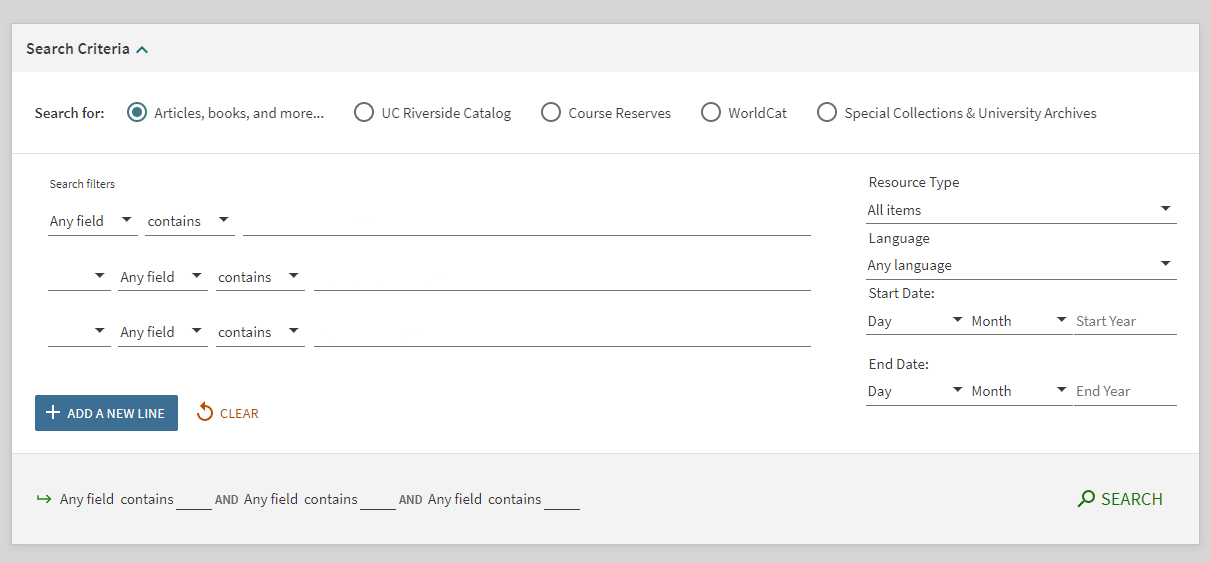 Search Criteria
Search for: Articles, books, and more... UC Riverside Catalog Course Reserves WorldCat Special Collections & University Archives
Search filters
Any field contains
Any field contains
Any field contains
Resource Type
All items
Language
Any language
Start Date:
Day Month Start Year
End Date:
Day Month End Year
ADD A NEW LINE CLEAR
Any field contains AND Any field contains AND Any field contains SEARCH